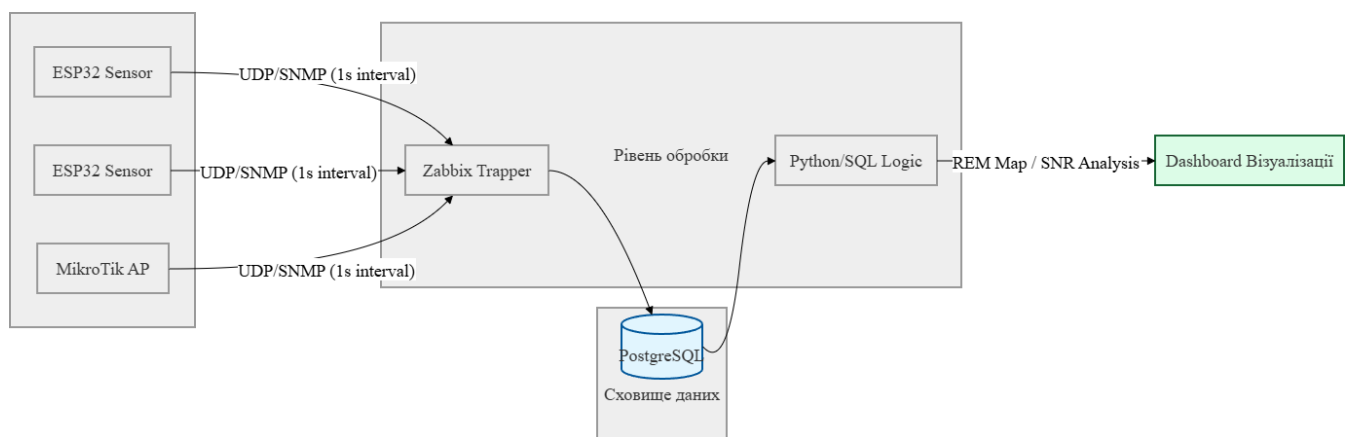 ESP32 Sensor
UDP/SNMP (1s interval)
ESP32 Sensor
UDP/SNMP (1s interval)
MikroTik AP
UDP/SNMP (1s interval)
Zabbix Trapper
Рівень обробки
Python/SQL Logic
REM Map / SNR Analysis
Dashboard Візуалізації
PostgreSQL
Сховище даних